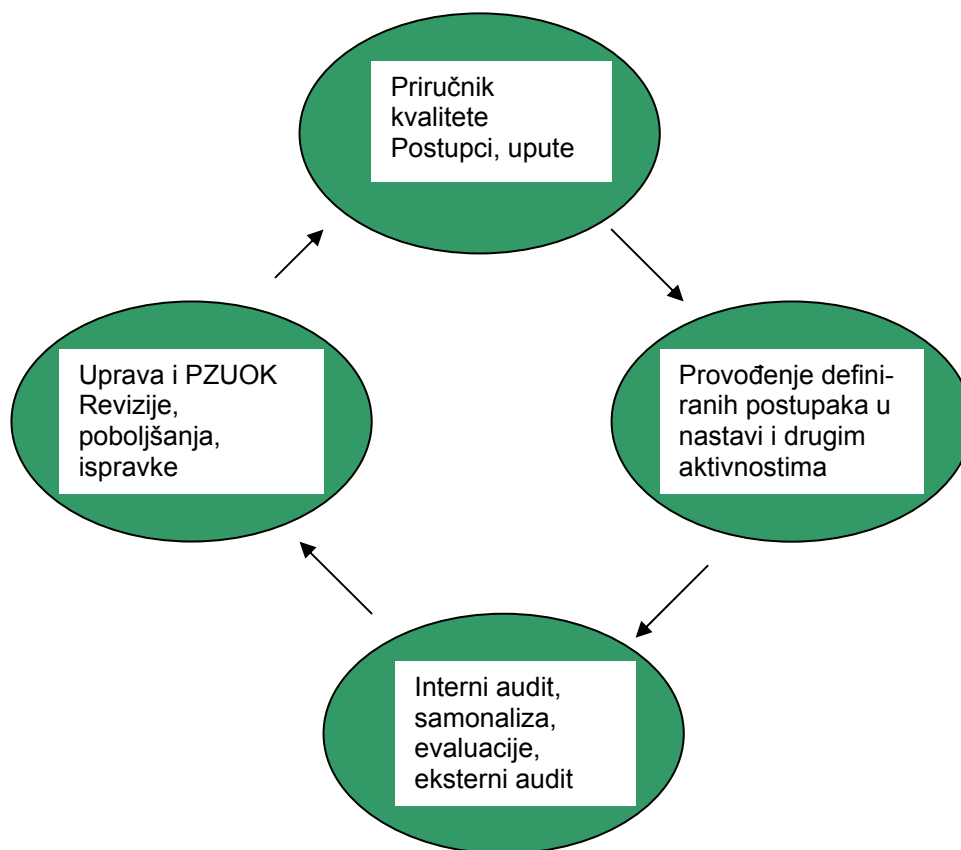 Priručnik
kvalitete
Postupci, upute
Uprava i PZUOK
Revizije,
poboljšanja,
ispravke
Provođenje defini-
ranih postupaka u
nastavi i drugim
aktivnostima
Interni audit,
samonaliza,
evaluacije,
eksterni audit